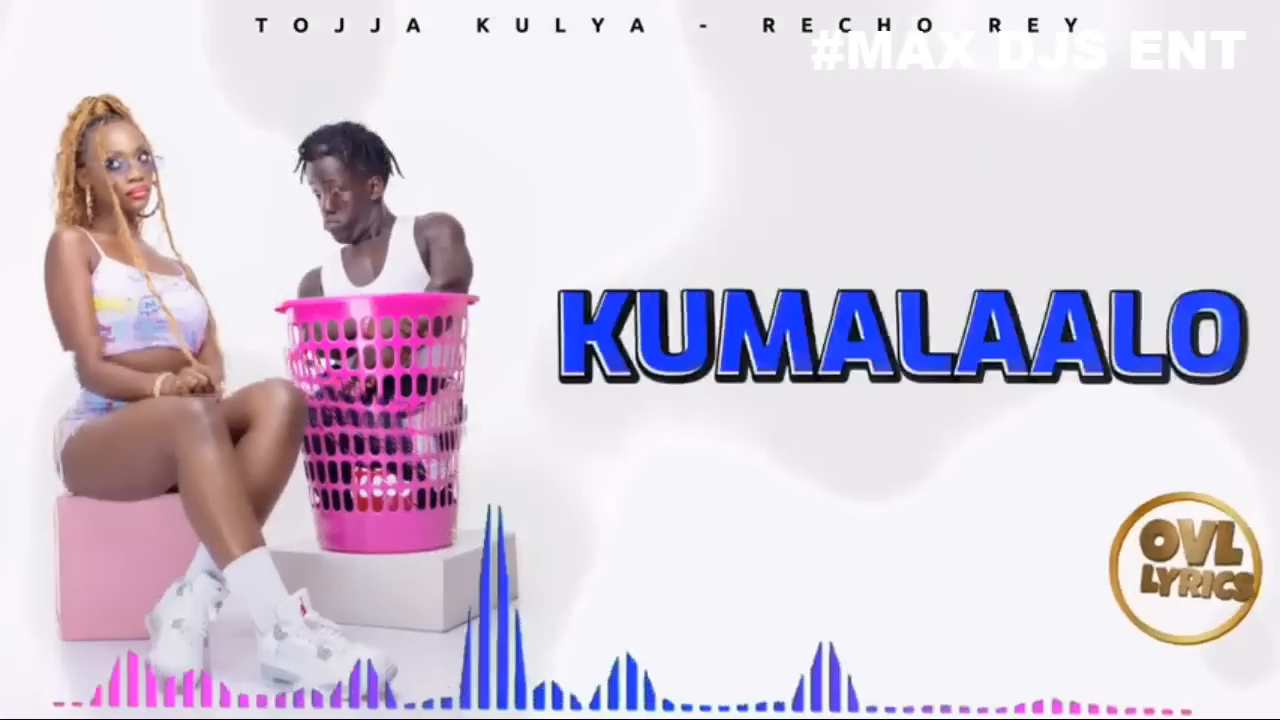 TOJJA KULYA - RECHO REY
#MAX DJS ENT
KUMALAALO
OVL
LYRICS